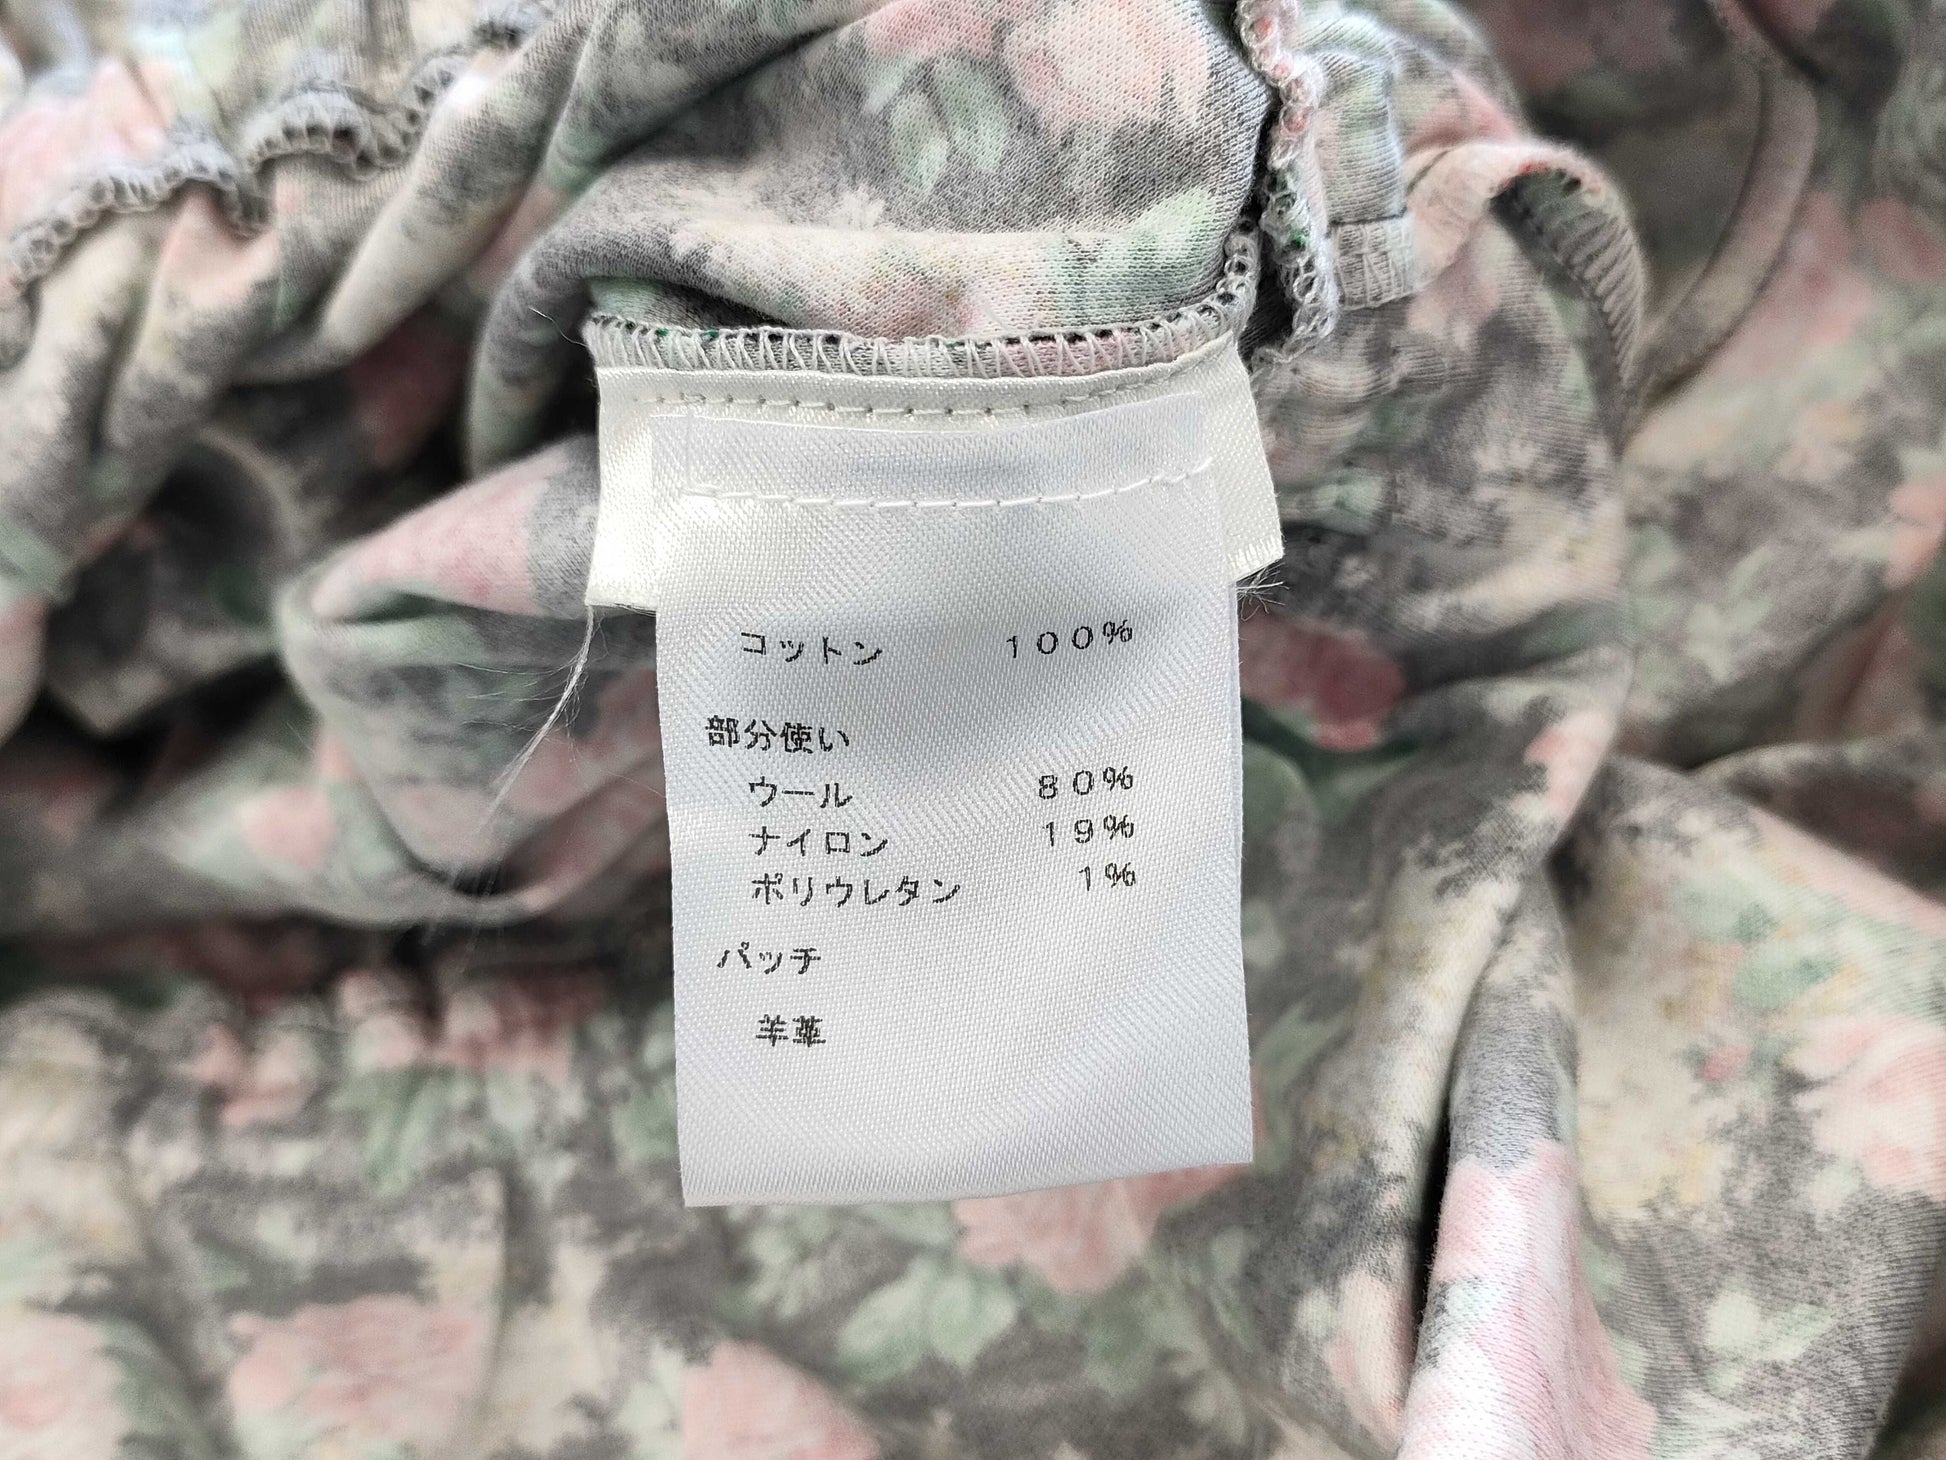 コットン 100%
部分使い
ウール 80%
ナイロン 19%
ポリウレタン 1%
パッチ
羊革